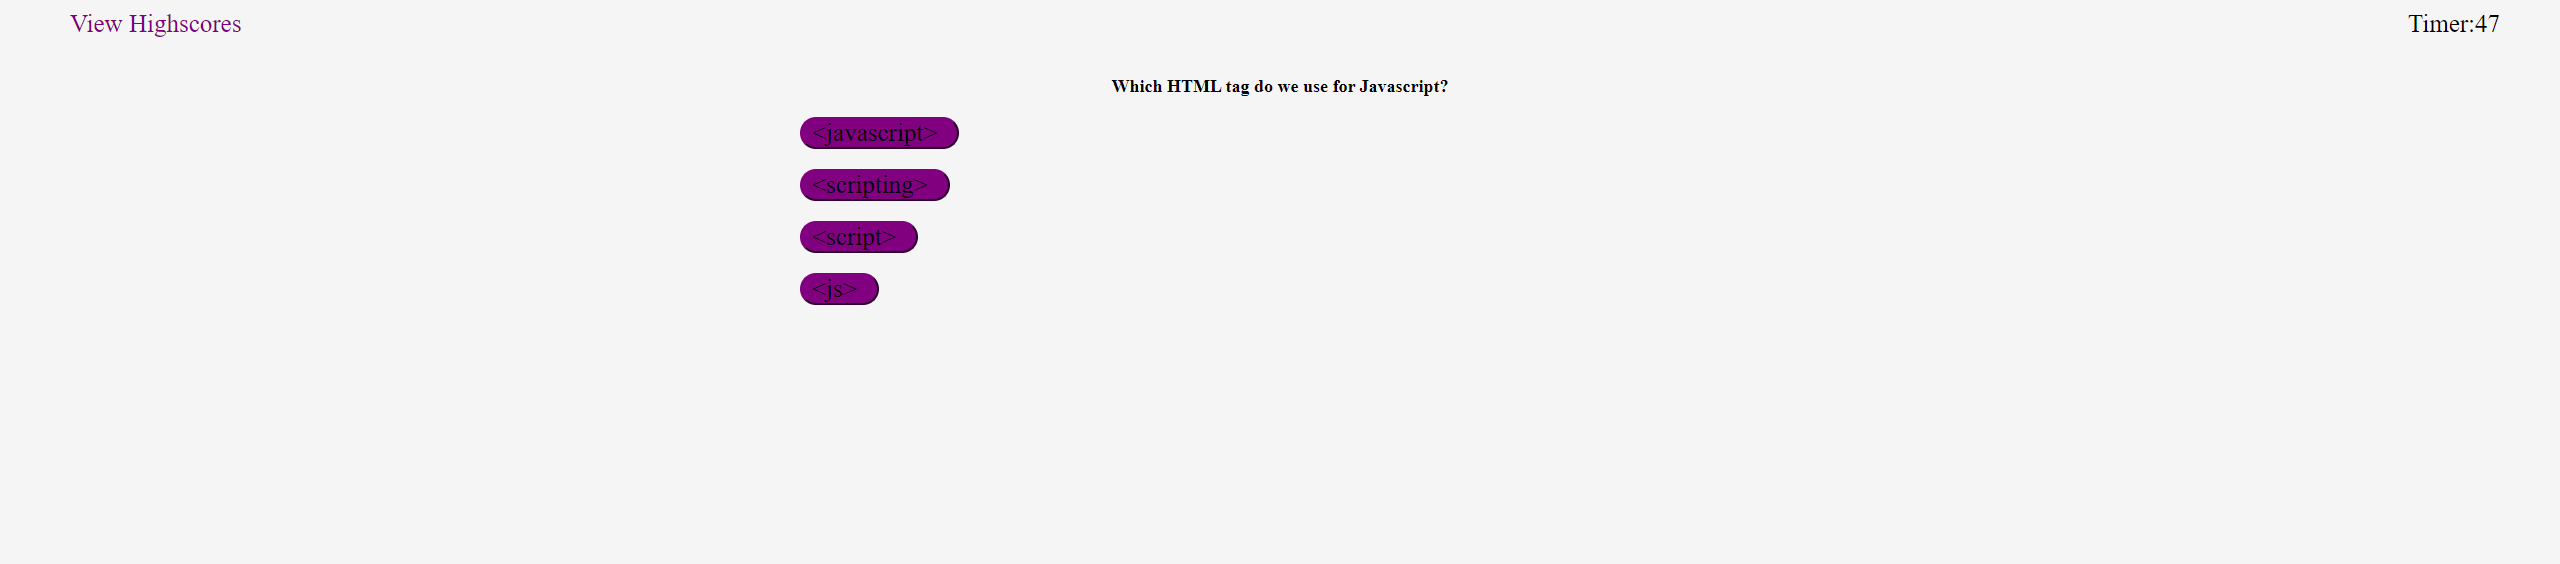 View Highscores
Timer:47
Which HTML tag do we use for Javascript?
<javascript>
<scripting>
<script>
<js>